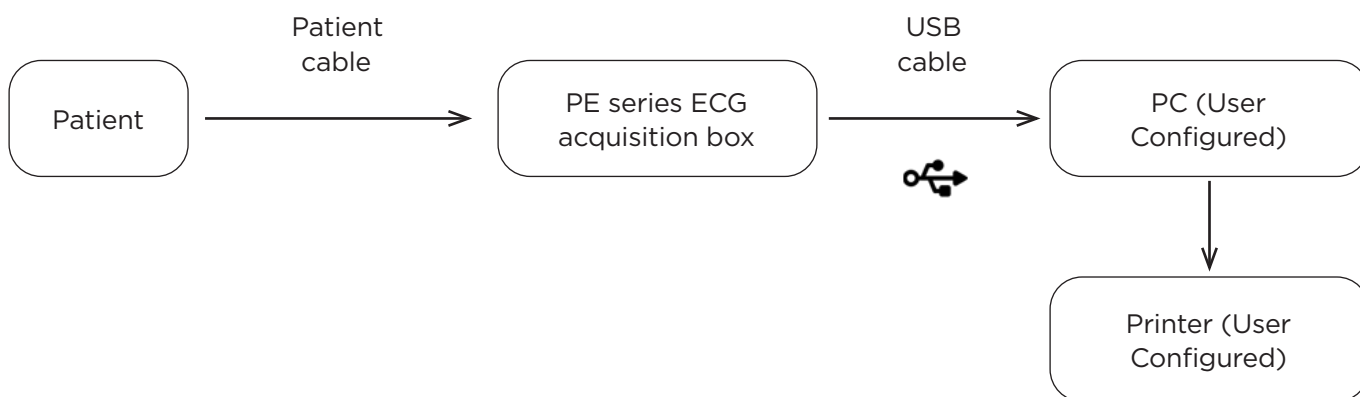 Patient
cable
USB
cable
Patient
PE series ECG
acquisition box
PC (User
Configured)
Printer (User
Configured)